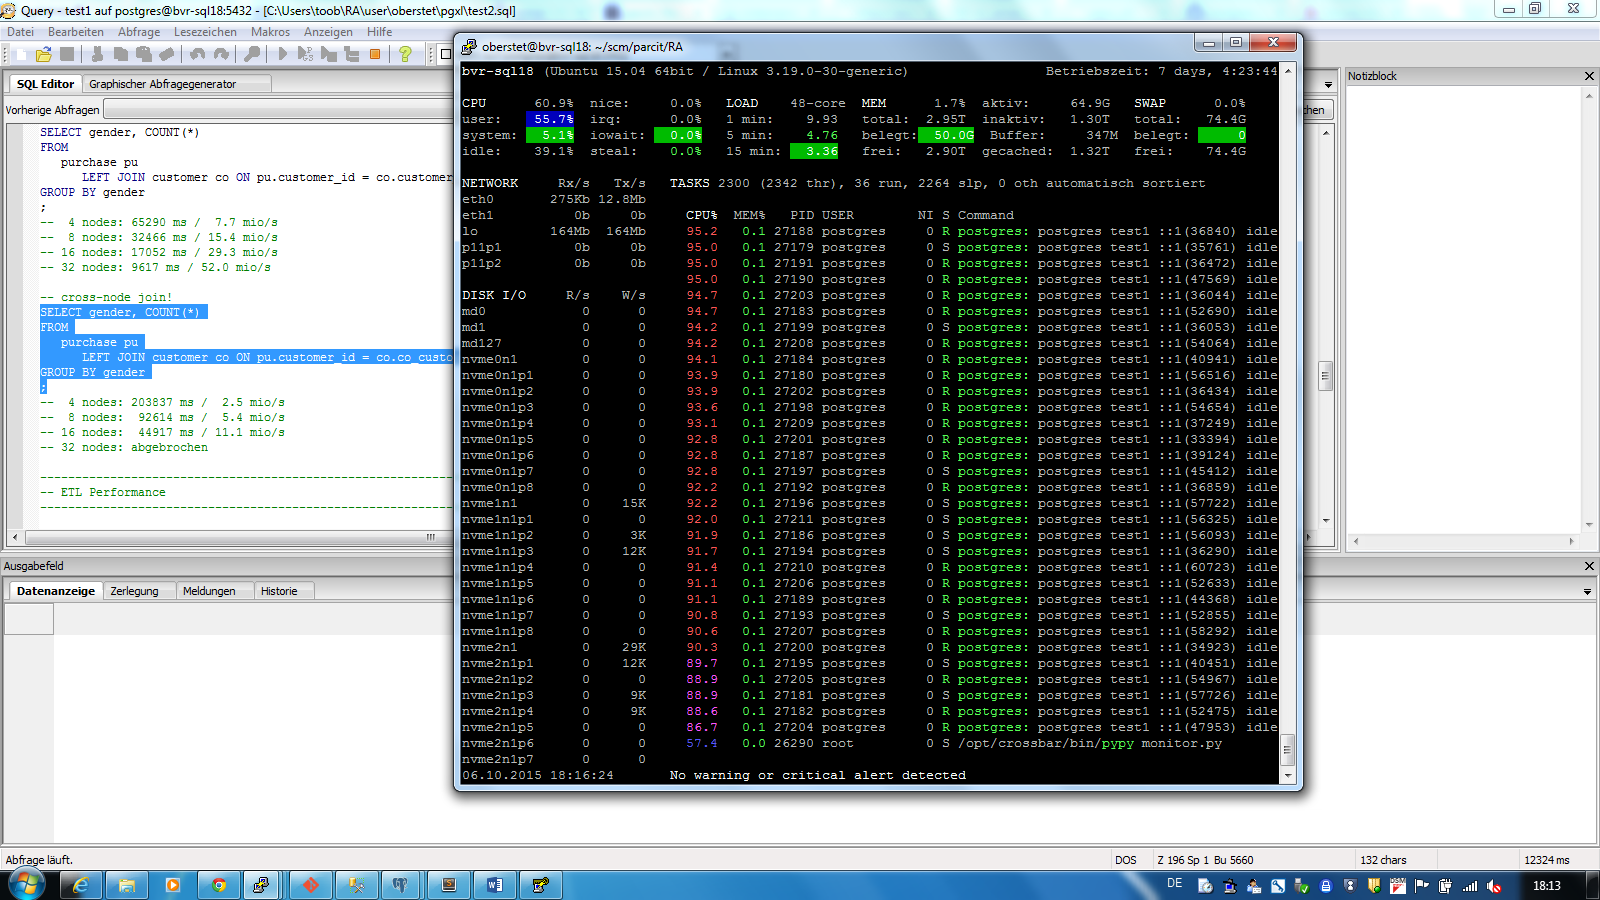 Query - test1 auf postgres@bvr-sql18:5432 - [C:\Users\toob\RA\user\oberstet\pgxl\test2.sql]
Datei Bearbeiten Abfrage Lesezeichen Makros Anzeigen Hilfe
SQL Editor Graphischer Abfragegenerator
Vorherige Abfragen
chen
SELECT gender, COUNT(*)
FROM
purchase pu
LEFT JOIN customer co ON pu.customer_id = co.customer
GROUP BY gender
;
--  4 nodes: 65290 ms /  7.7 mio/s
--  8 nodes: 32466 ms / 15.4 mio/s
-- 16 nodes: 17052 ms / 29.3 mio/s
-- 32 nodes: 9617 ms / 52.0 mio/s
-- cross-node join!
SELECT gender, COUNT(*)
FROM
purchase pu
LEFT JOIN customer co ON pu.customer_id = co.co_custo
GROUP BY gender
;
--  4 nodes: 203837 ms /  2.5 mio/s
--  8 nodes:  92614 ms /  5.4 mio/s
-- 16 nodes:  44917 ms / 11.1 mio/s
-- 32 nodes: abgebrochen
-- ETL Performance
Notizblock
Ausgabefeld
Datenanzeige Zerlegung Meldungen Historie
oberstet@bvr-sql18: ~/scm/parcit/RA
bvr-sql18 (Ubuntu 15.04 64bit / Linux 3.19.0-30-generic) Betriebszeit: 7 days, 4:23:44
CPU 60.9% nice: 0.0% LOAD 48-core MEM 1.7% aktiv: 64.9G SWAP 0.0%
user: 55.7% irq: 0.0% 1 min: 9.93 total: 2.95T inaktiv: 1.30T total: 74.4G
system: 5.1% iowait: 0.0% 5 min: 4.76 belegt: 50.0G Buffer: 347M belegt: 0
idle: 39.1% steal: 0.0% 15 min: 3.36 frei: 2.90T gecached: 1.32T frei: 74.4G
NETWORK Rx/s Tx/s TASKS 2300 (2342 thr), 36 run, 2264 slp, 0 oth automatisch sortiert
eth0 275Kb 12.8Mb
eth1 0b 0b CPU% MEM% PID USER NI S Command
lo 164Mb 164Mb 95.2 0.1 27188 postgres 0 R postgres: postgres test1 ::1(36840) idle
p11p1 0b 0b 95.0 0.1 27179 postgres 0 S postgres: postgres test1 ::1(35761) idle
p11p2 0b 0b 95.0 0.1 27191 postgres 0 R postgres: postgres test1 ::1(36472) idle
95.0 0.1 27190 postgres 0 R postgres: postgres test1 ::1(47569) idle
DISK I/O R/s W/s 94.7 0.1 27203 postgres 0 R postgres: postgres test1 ::1(36044) idle
md0 0 0 94.7 0.1 27183 postgres 0 R postgres: postgres test1 ::1(52690) idle
md1 0 0 94.2 0.1 27199 postgres 0 S postgres: postgres test1 ::1(36053) idle
md127 0 0 94.2 0.1 27208 postgres 0 R postgres: postgres test1 ::1(54064) idle
nvme0n1 0 0 94.1 0.1 27184 postgres 0 R postgres: postgres test1 ::1(40941) idle
nvme0n1p1 0 0 93.9 0.1 27180 postgres 0 R postgres: postgres test1 ::1(56516) idle
nvme0n1p2 0 0 93.9 0.1 27202 postgres 0 R postgres: postgres test1 ::1(36434) idle
nvme0n1p3 0 0 93.6 0.1 27198 postgres 0 R postgres: postgres test1 ::1(54654) idle
nvme0n1p4 0 0 93.1 0.1 27209 postgres 0 R postgres: postgres test1 ::1(37249) idle
nvme0n1p5 0 0 92.8 0.1 27201 postgres 0 R postgres: postgres test1 ::1(33394) idle
nvme0n1p6 0 0 92.8 0.1 27187 postgres 0 R postgres: postgres test1 ::1(39124) idle
nvme0n1p7 0 0 92.8 0.1 27197 postgres 0 S postgres: postgres test1 ::1(45412) idle
nvme0n1p8 0 0 92.2 0.1 27192 postgres 0 R postgres: postgres test1 ::1(36859) idle
nvme1n1 0 15K 92.2 0.1 27196 postgres 0 R postgres: postgres test1 ::1(57722) idle
nvme1n1p1 0 0 92.0 0.1 27211 postgres 0 S postgres: postgres test1 ::1(56325) idle
nvme1n1p2 0 3K 91.9 0.1 27186 postgres 0 R postgres: postgres test1 ::1(56093) idle
nvme1n1p3 0 12K 91.7 0.1 27194 postgres 0 R postgres: postgres test1 ::1(36290) idle
nvme1n1p4 0 0 91.4 0.1 27210 postgres 0 R postgres: postgres test1 ::1(60723) idle
nvme1n1p5 0 0 91.1 0.1 27206 postgres 0 R postgres: postgres test1 ::1(52633) idle
nvme1n1p6 0 0 91.1 0.1 27189 postgres 0 R postgres: postgres test1 ::1(44368) idle
nvme1n1p7 0 0 90.8 0.1 27193 postgres 0 S postgres: postgres test1 ::1(52855) idle
nvme1n1p8 0 0 90.6 0.1 27207 postgres 0 R postgres: postgres test1 ::1(58292) idle
nvme2n1 0 29K 90.3 0.1 27200 postgres 0 R postgres: postgres test1 ::1(34923) idle
nvme2n1p1 0 12K 89.7 0.1 27195 postgres 0 S postgres: postgres test1 ::1(40451) idle
nvme2n1p2 0 0 88.9 0.1 27205 postgres 0 R postgres: postgres test1 ::1(54967) idle
nvme2n1p3 0 9K 88.9 0.1 27181 postgres 0 S postgres: postgres test1 ::1(57726) idle
nvme2n1p4 0 9K 88.6 0.1 27182 postgres 0 R postgres: postgres test1 ::1(52475) idle
nvme2n1p5 0 0 86.7 0.1 27204 postgres 0 R postgres: postgres test1 ::1(47953) idle
nvme2n1p6 0 0 57.4 0.0 26290 root 0 S /opt/crossbar/bin/pypy monitor.py
nvme2n1p7 0 0
06.10.2015 18:16:24 No warning or critical alert detected
Abfrage läuft. DOS Z 196 Sp 1 Bu 5660 132 chars 12324 ms
DE 18:13